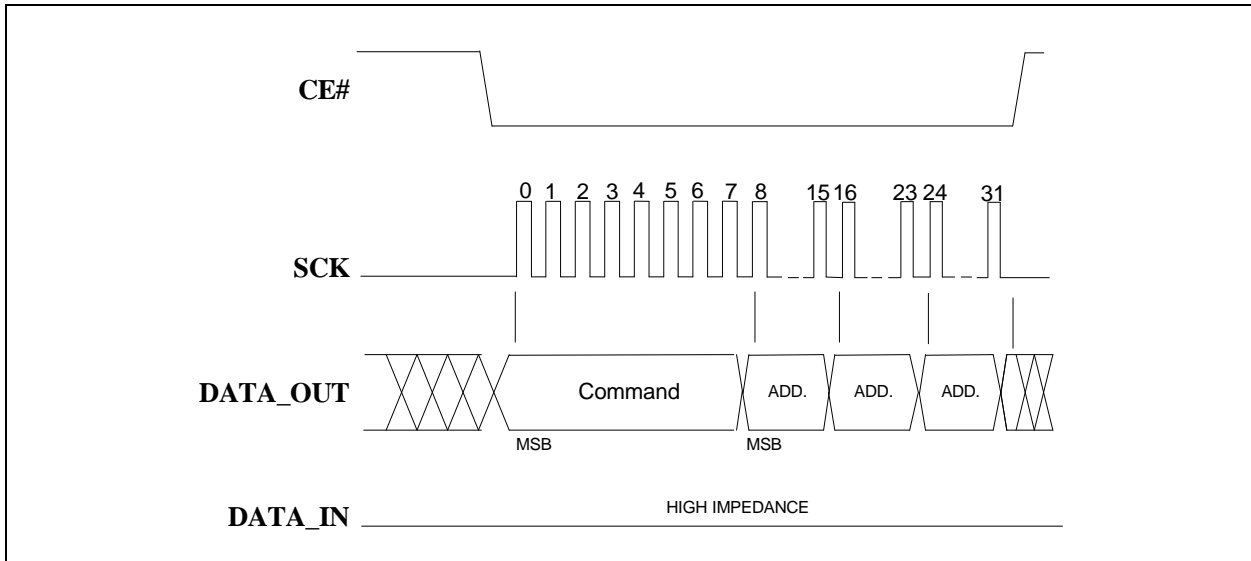 CE#
0 1 2 3 4 5 6 7 8 15 16 23 24 31
SCK
DATA_OUT
Command ADD. ADD. ADD.
MSB MSB
HIGH IMPEDANCE
DATA_IN